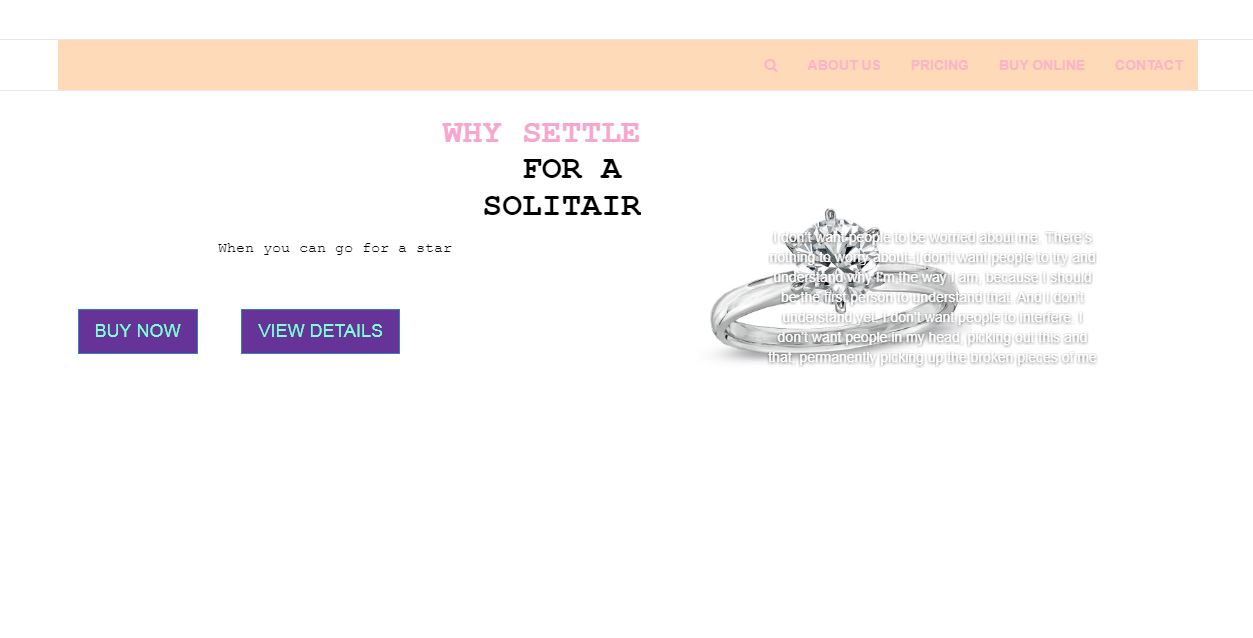 ABOUT US PRICING BUY ONLINE CONTACT
WHY SETTLE
FOR A
SOLITAIR
When you can go for a star
BUY NOW VIEW DETAILS
I don't want people to be worried about me. There's
nothing to worry about. I don't want people to try and
understand why I'm the way I am, because I should
be the first person to understand that. And I don't
understand yet. I don't want people to interfere. I
don't want people in my head, picking out this and
that, permanently picking up the broken pieces of me